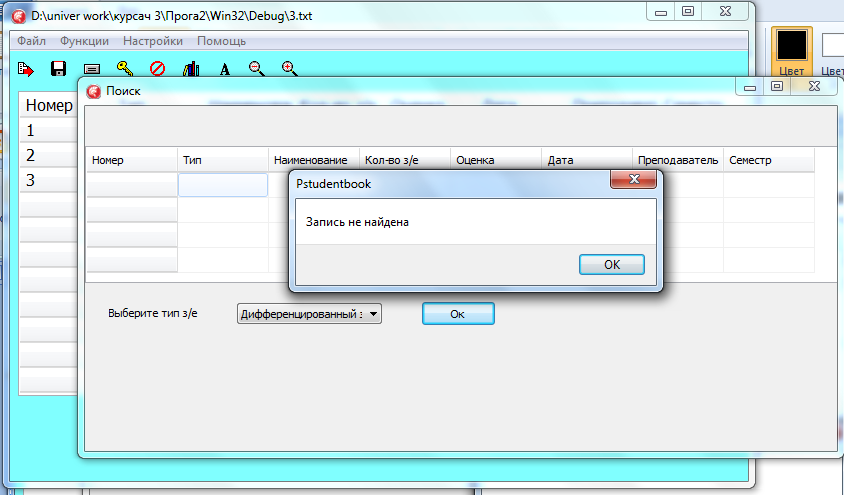 D:\univer work\курсач 3\Прога2\Win32\Debug\3.txt
Файл Функции Настройки Помощь
A
Поиск
Номер
1
2
3
Номер Тип Наименование Кол-во з/е Оценка Дата Преподаватель Семестр
Pstudentbook
Запись не найдена
OK
Выберите тип з/е Дифференцированный з Ок
Цвет Цвет